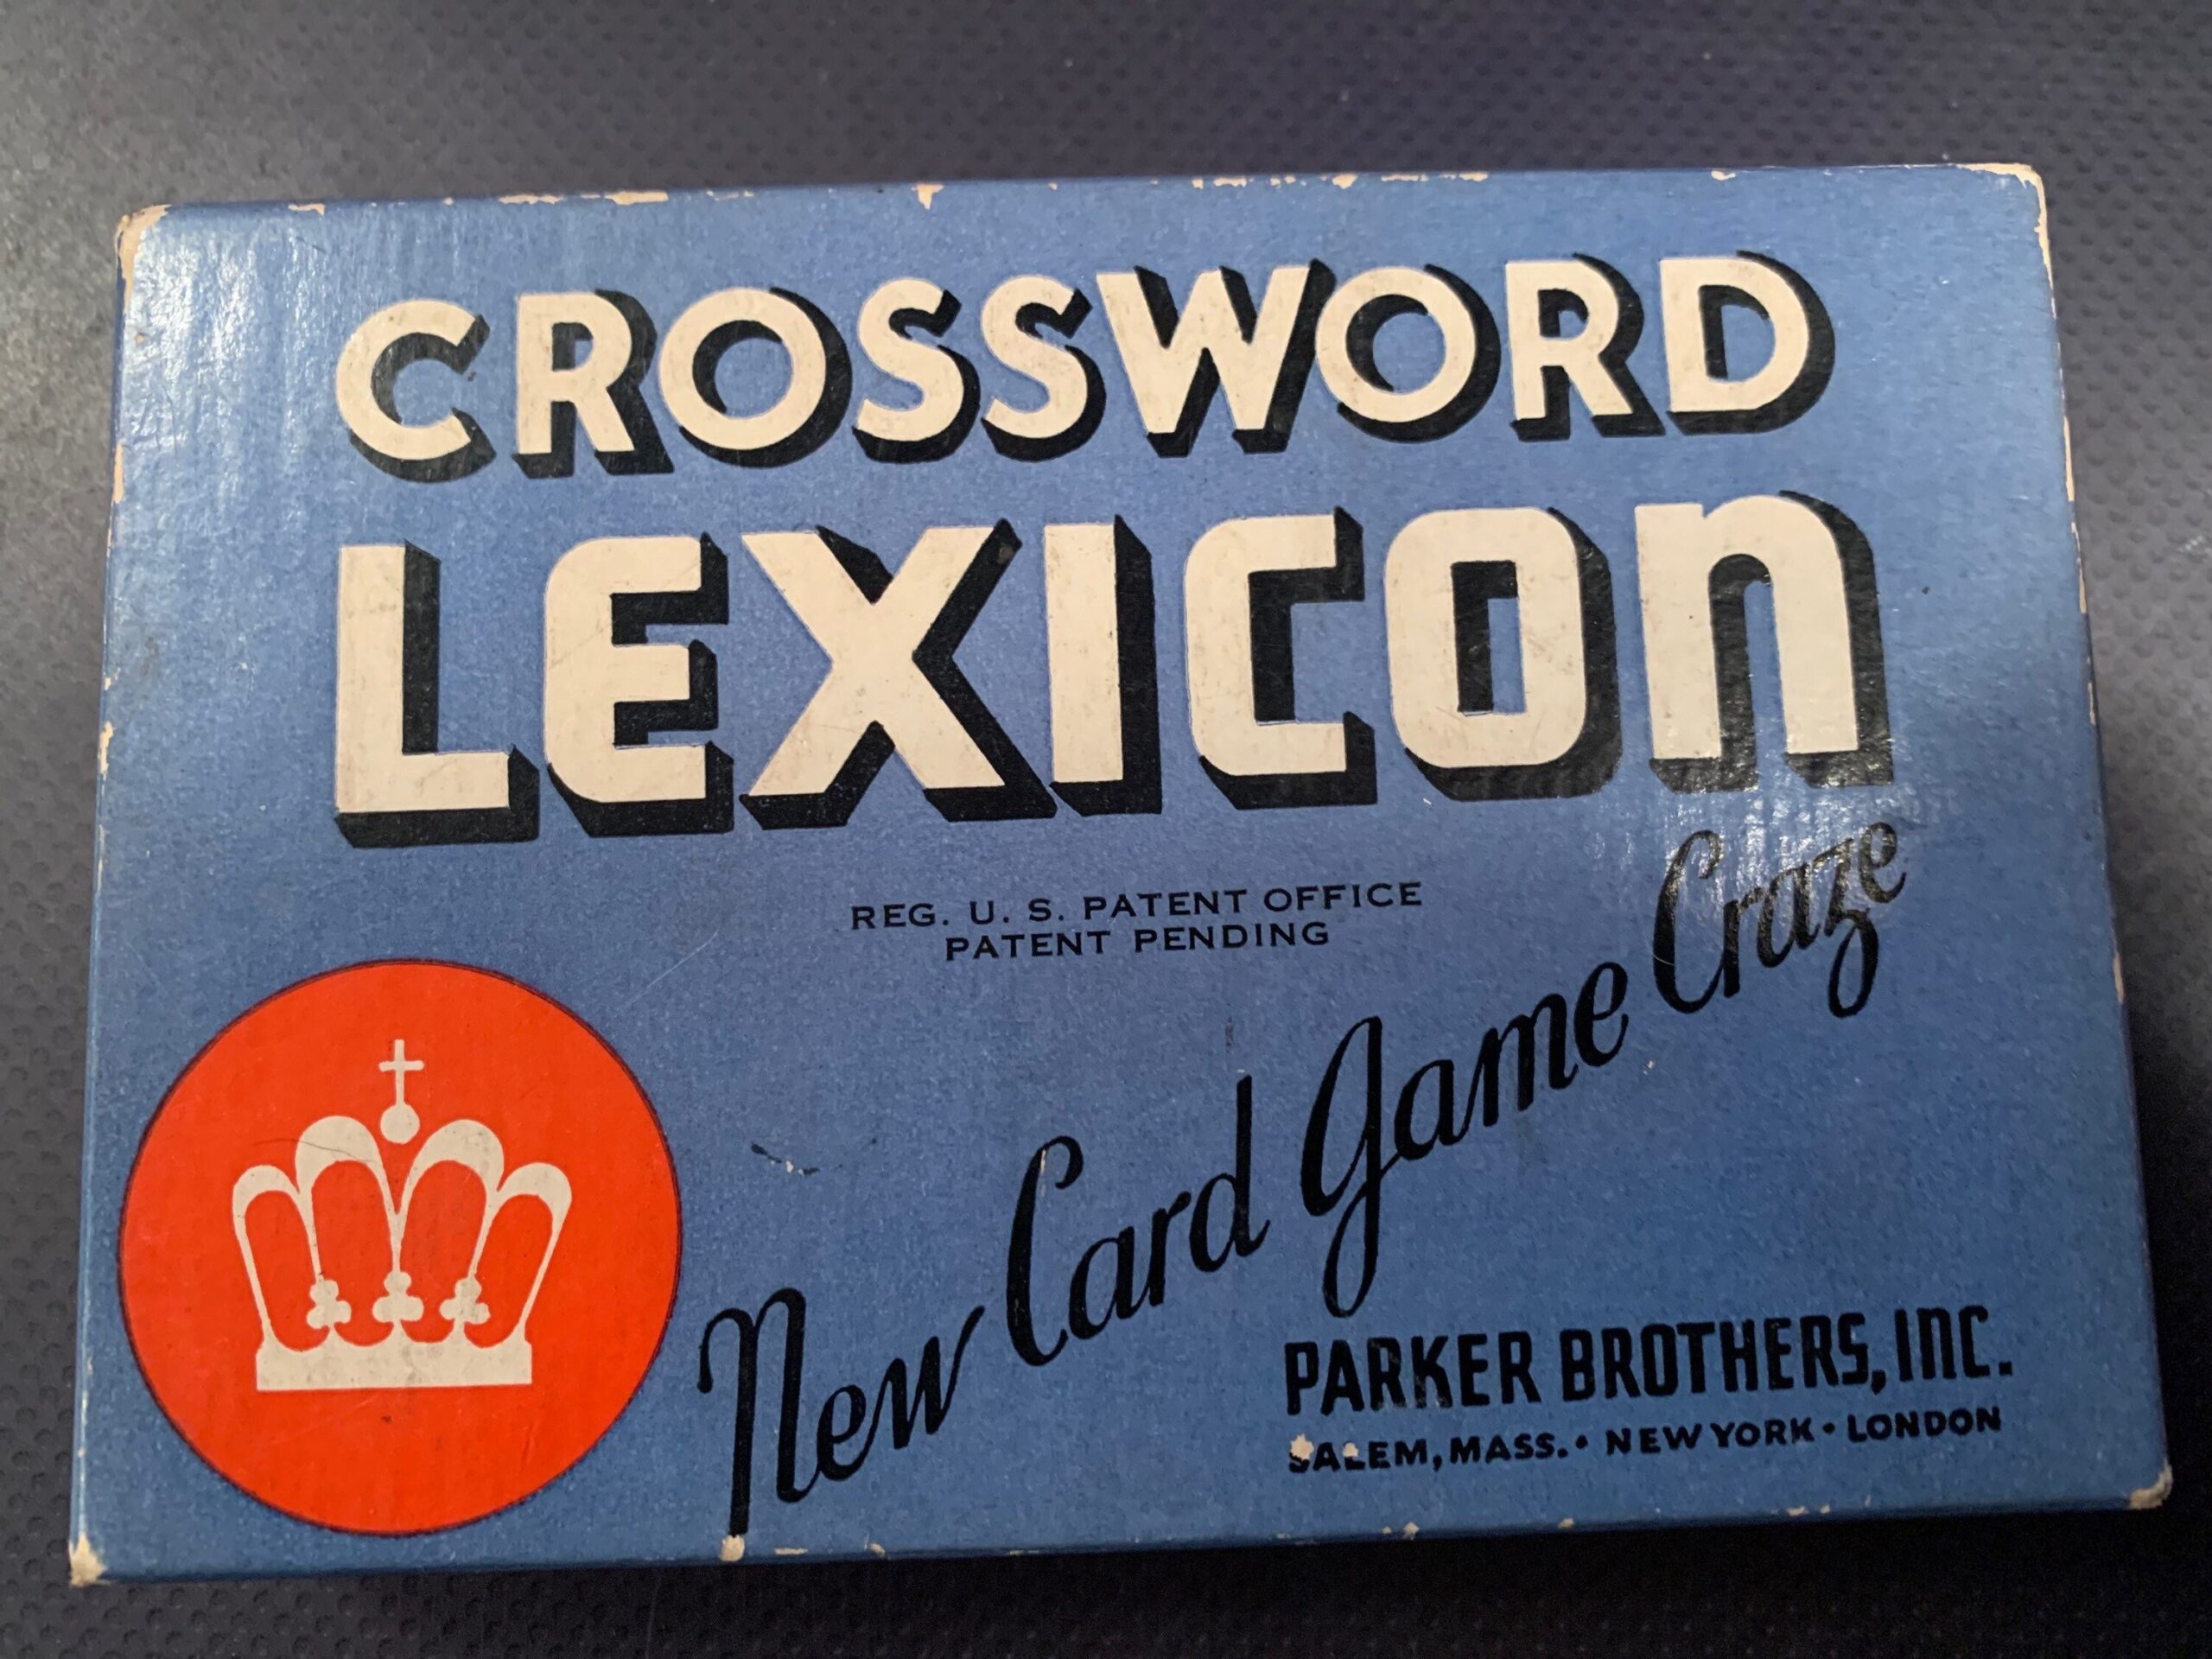 CROSSWORD
LEXICON
REG. U. S. PATENT OFFICE
PATENT PENDING
New Card Game Craze
PARKER BROTHERS, INC.
SALEM, MASS. • NEW YORK • LONDON